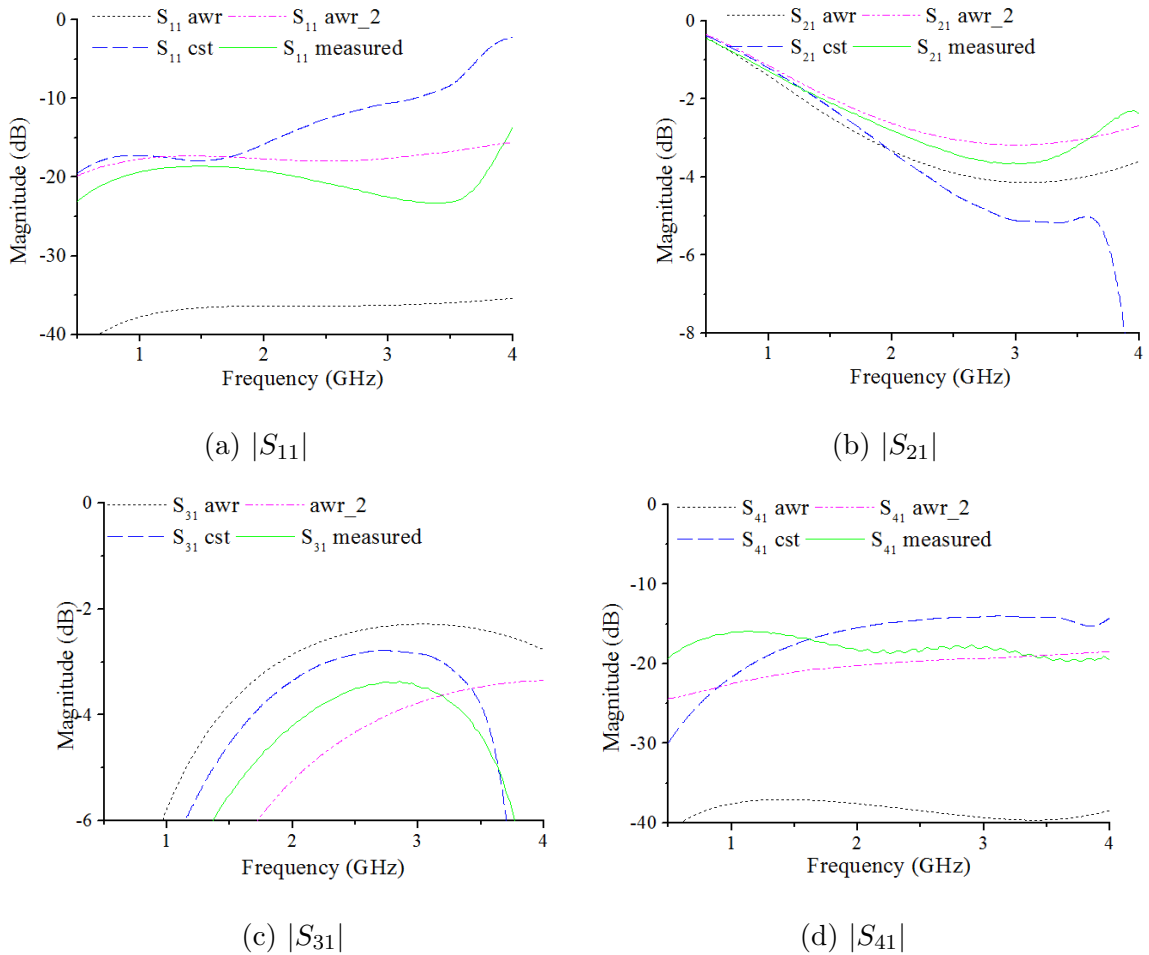 S₁₁ awr S₁₁ awr_2
S₁₁ cst S₁₁ measured
0
-10
-20
-30
-40
Magnitude (dB)
1 2 3 4
Frequency (GHz)
(a) |S₁₁|
S₂₁ awr S₂₁ awr_2
S₂₁ cst S₂₁ measured
0
-2
-4
-6
-8
Magnitude (dB)
1 2 3 4
Frequency (GHz)
(b) |S₂₁|
S₃₁ awr awr_2
S₃₁ cst S₃₁ measured
0
-2
-4
-6
Magnitude (dB)
1 2 3 4
Frequency (GHz)
(c) |S₃₁|
S₄₁ awr S₄₁ awr_2
S₄₁ cst S₄₁ measured
0
-10
-20
-30
-40
Magnitude (dB)
1 2 3 4
Frequency (GHz)
(d) |S₄₁|